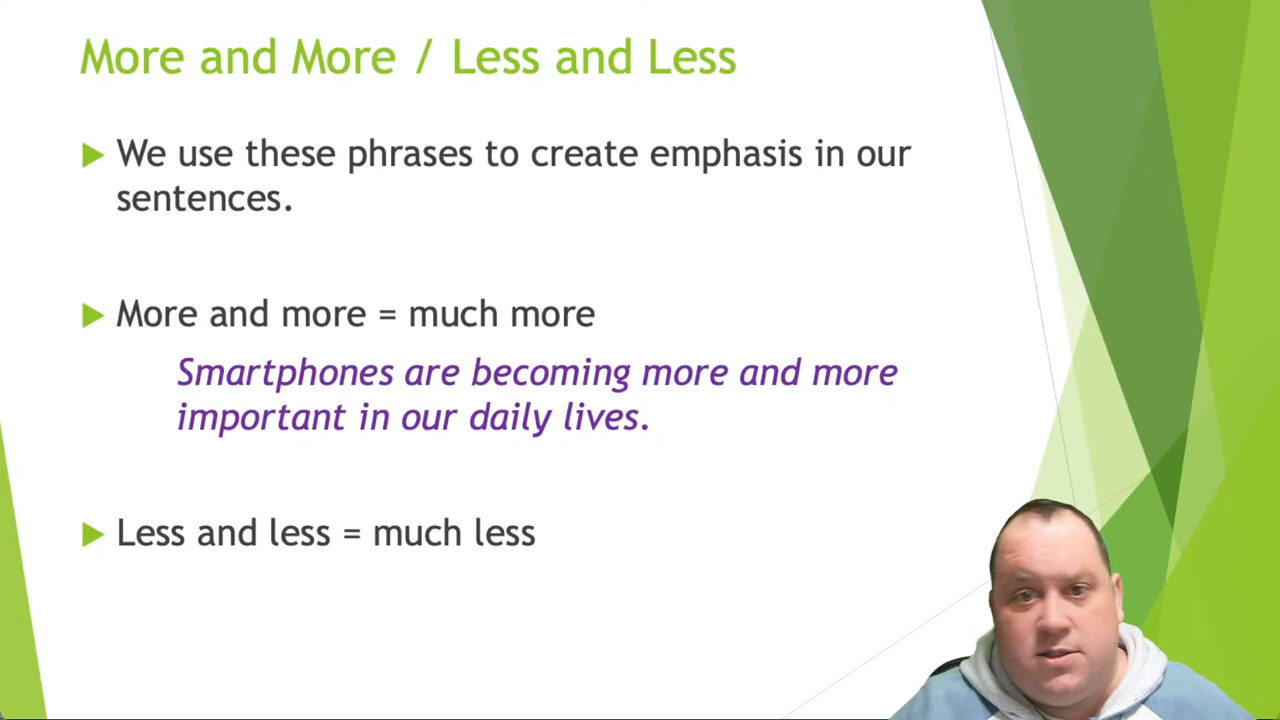 More and More / Less and Less
We use these phrases to create emphasis in our
sentences.
More and more = much more
Smartphones are becoming more and more
important in our daily lives.
Less and less = much less